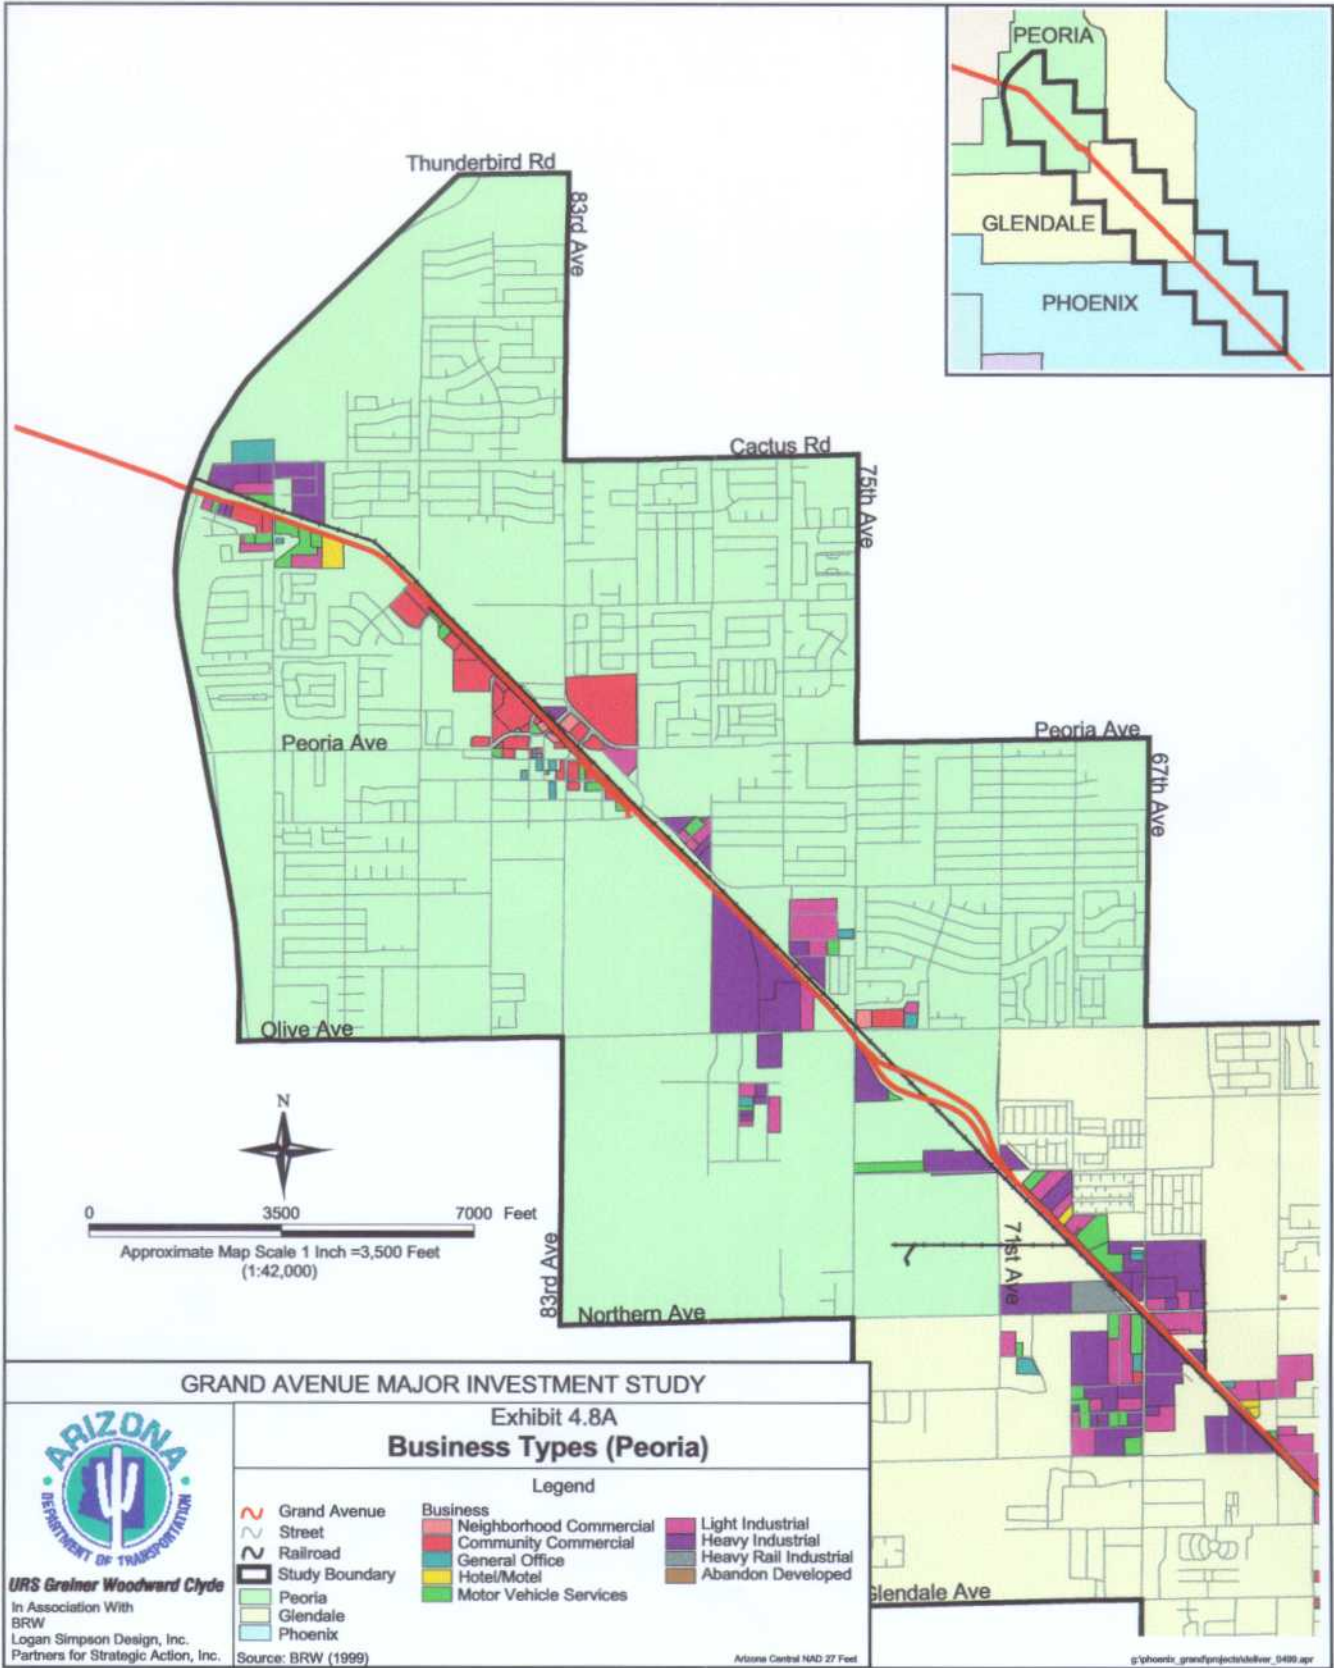 PEORIA
GLENDALE
PHOENIX
Thunderbird Rd
83rd Ave
Cactus Rd
75th Ave
Peoria Ave
Peoria Ave
67th Ave
Olive Ave
N
0 3500 7000 Feet
Approximate Map Scale 1 Inch =3,500 Feet
(1:42,000)
83rd Ave
71st Ave
Northern Ave
Glendale Ave
GRAND AVENUE MAJOR INVESTMENT STUDY
Exhibit 4.8A
Business Types (Peoria)
ARIZONA
DEPARTMENT OF TRANSPORTATION
URS Greiner Woodward Clyde
In Association With
BRW
Logan Simpson Design, Inc.
Partners for Strategic Action, Inc.
Legend
Grand Avenue
Street
Railroad
Study Boundary
Peoria
Glendale
Phoenix
Business
Neighborhood Commercial
Community Commercial
General Office
Hotel/Motel
Motor Vehicle Services
Light Industrial
Heavy Industrial
Heavy Rail Industrial
Abandon Developed
Source: BRW (1999)
Arizona Central NAD 27 Feet
g:\phoenix_grand\projects\deliver_0499.apr